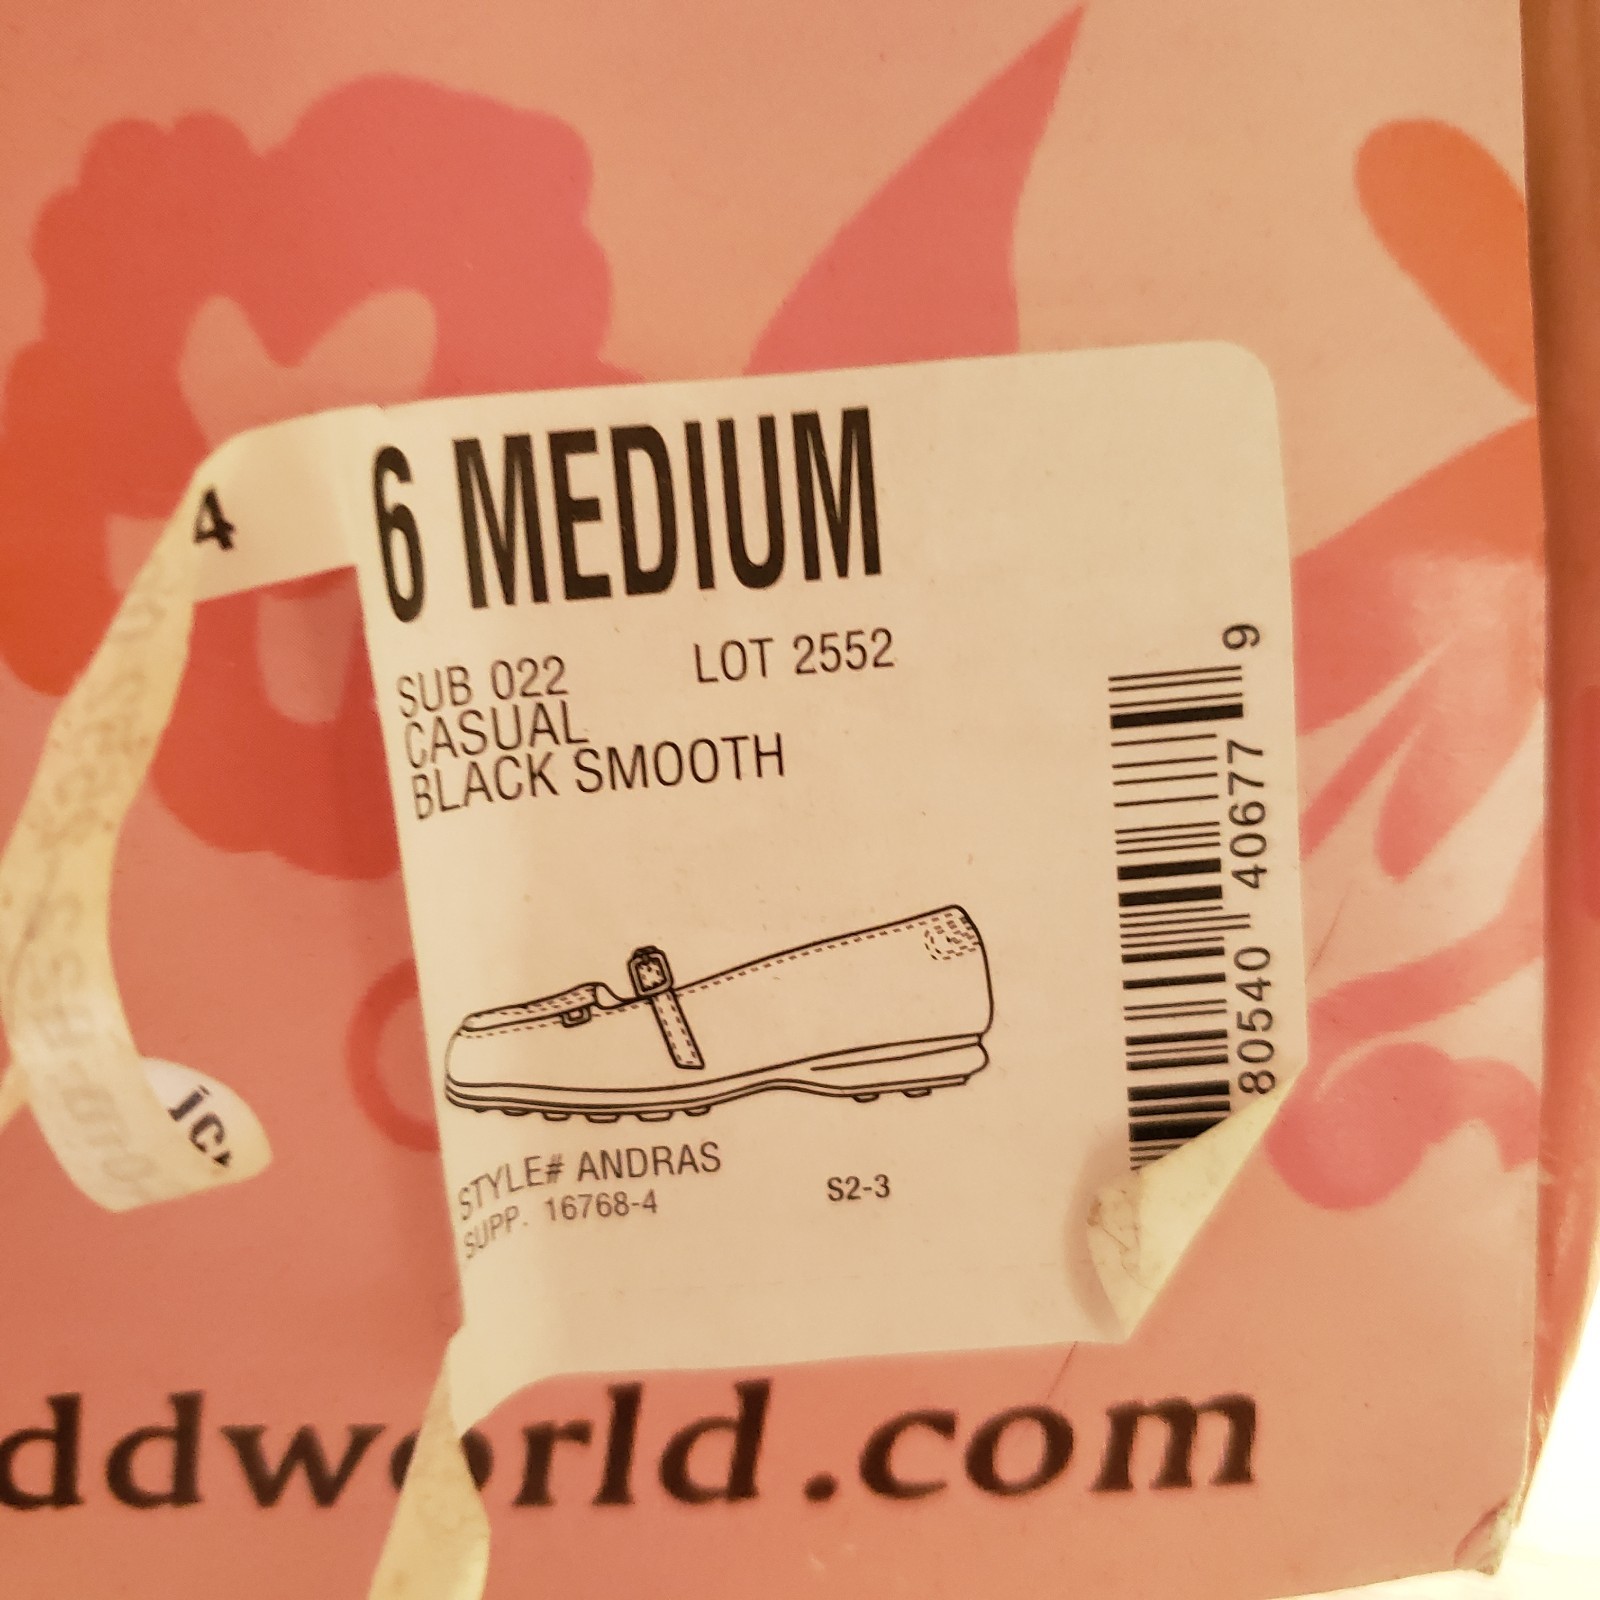 4
6 MEDIUM
SUB 022 LOT 2552
CASUAL
BLACK SMOOTH
80540 40677 9
STYLE# ANDRAS
SUPP. 16768-4 S2-3
ddworld.com